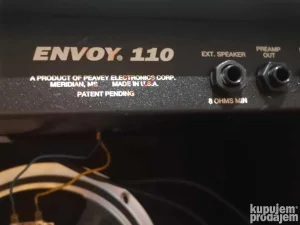 ENVOY® 110
A PRODUCT OF PEAVEY ELECTRONICS CORP.
MERIDIAN, MS MADE IN U.S.A.
PATENT PENDING
EXT. SPEAKER
8 OHMS MIN
PREAMP
OUT
kupujem
prodajem